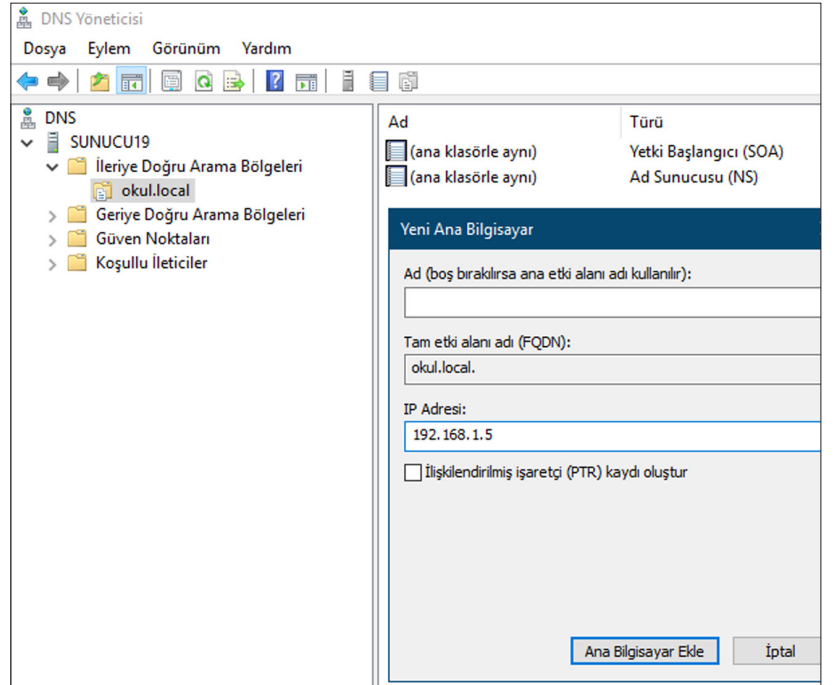 DNS Yöneticisi
Dosya Eylem Görünüm Yardım
DNS
SUNUCU19
İleriye Doğru Arama Bölgeleri
okul.local
Geriye Doğru Arama Bölgeleri
Güven Noktaları
Koşullu İleticiler
Ad Türü
(ana klasörle aynı) Yetki Başlangıcı (SOA)
(ana klasörle aynı) Ad Sunucusu (NS)
Yeni Ana Bilgisayar
Ad (boş bırakılırsa ana etki alanı adı kullanılır):
Tam etki alanı adı (FQDN):
okul.local.
IP Adresi:
192.168.1.5
İlişkilendirilmiş işaretçi (PTR) kaydı oluştur
Ana Bilgisayar Ekle İptal